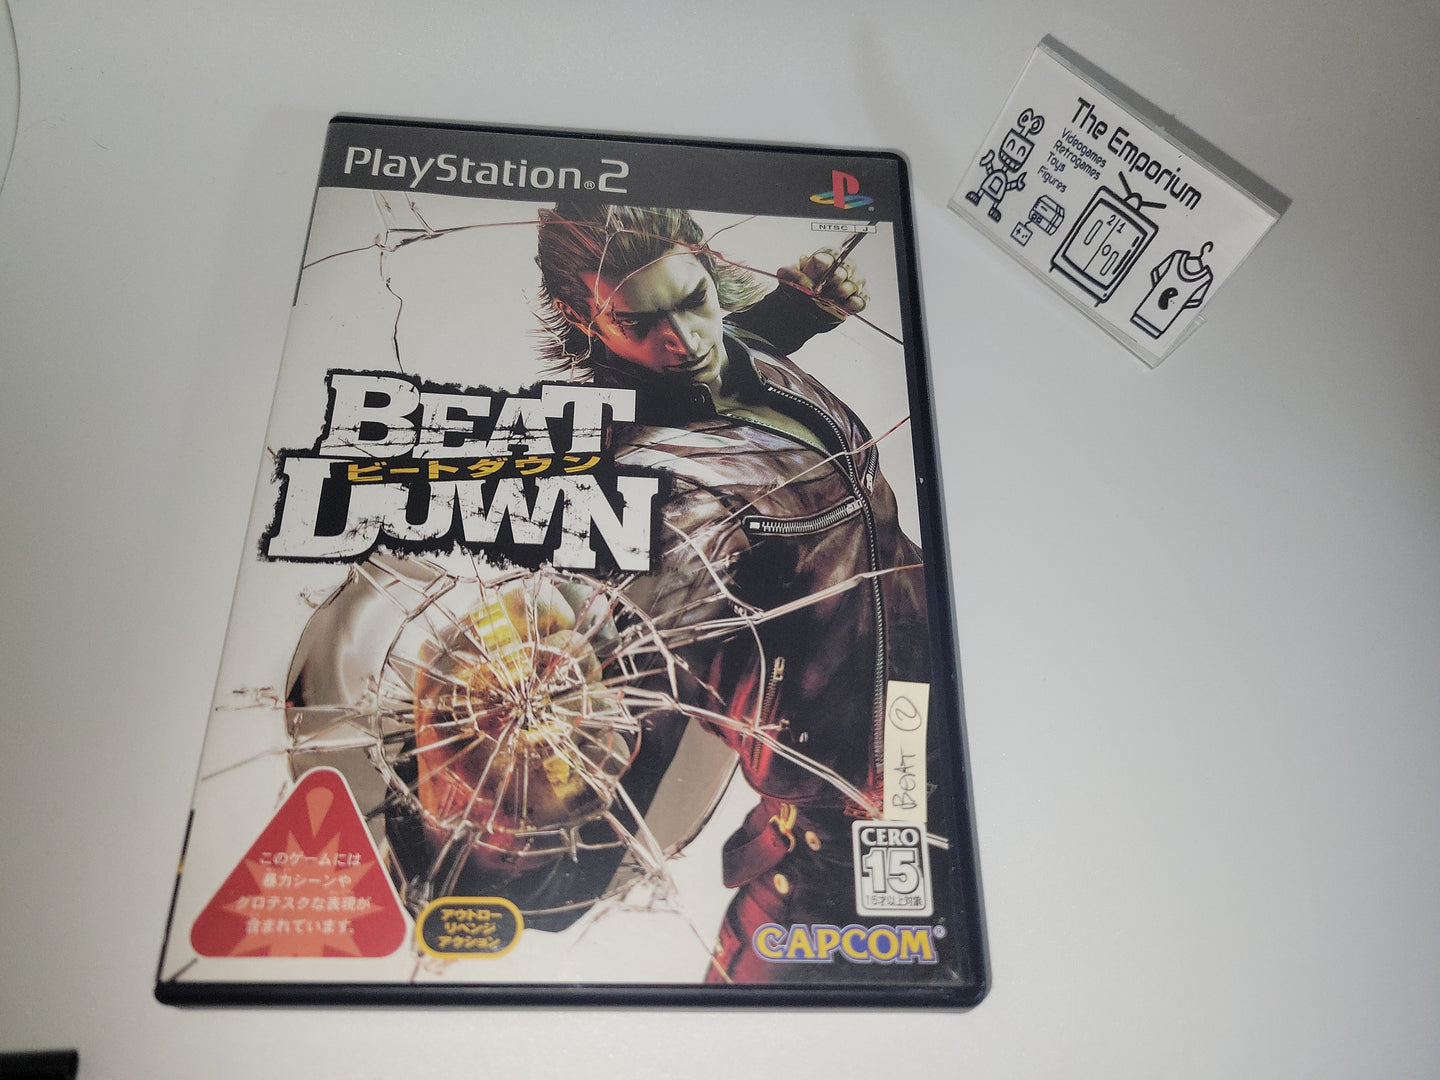 PlayStation®2
NTSC J
BEAT
ビートダウン
DOWN
このゲームには
暴力シーンや
グロテスクな表現が
含まれています。
アウトロー
リベンジ
アクション
BEAT 2
CERO
15
15才以上対象
CAPCOM®
The Emporium
Videogames
Retrogames
Toys
Figures
21